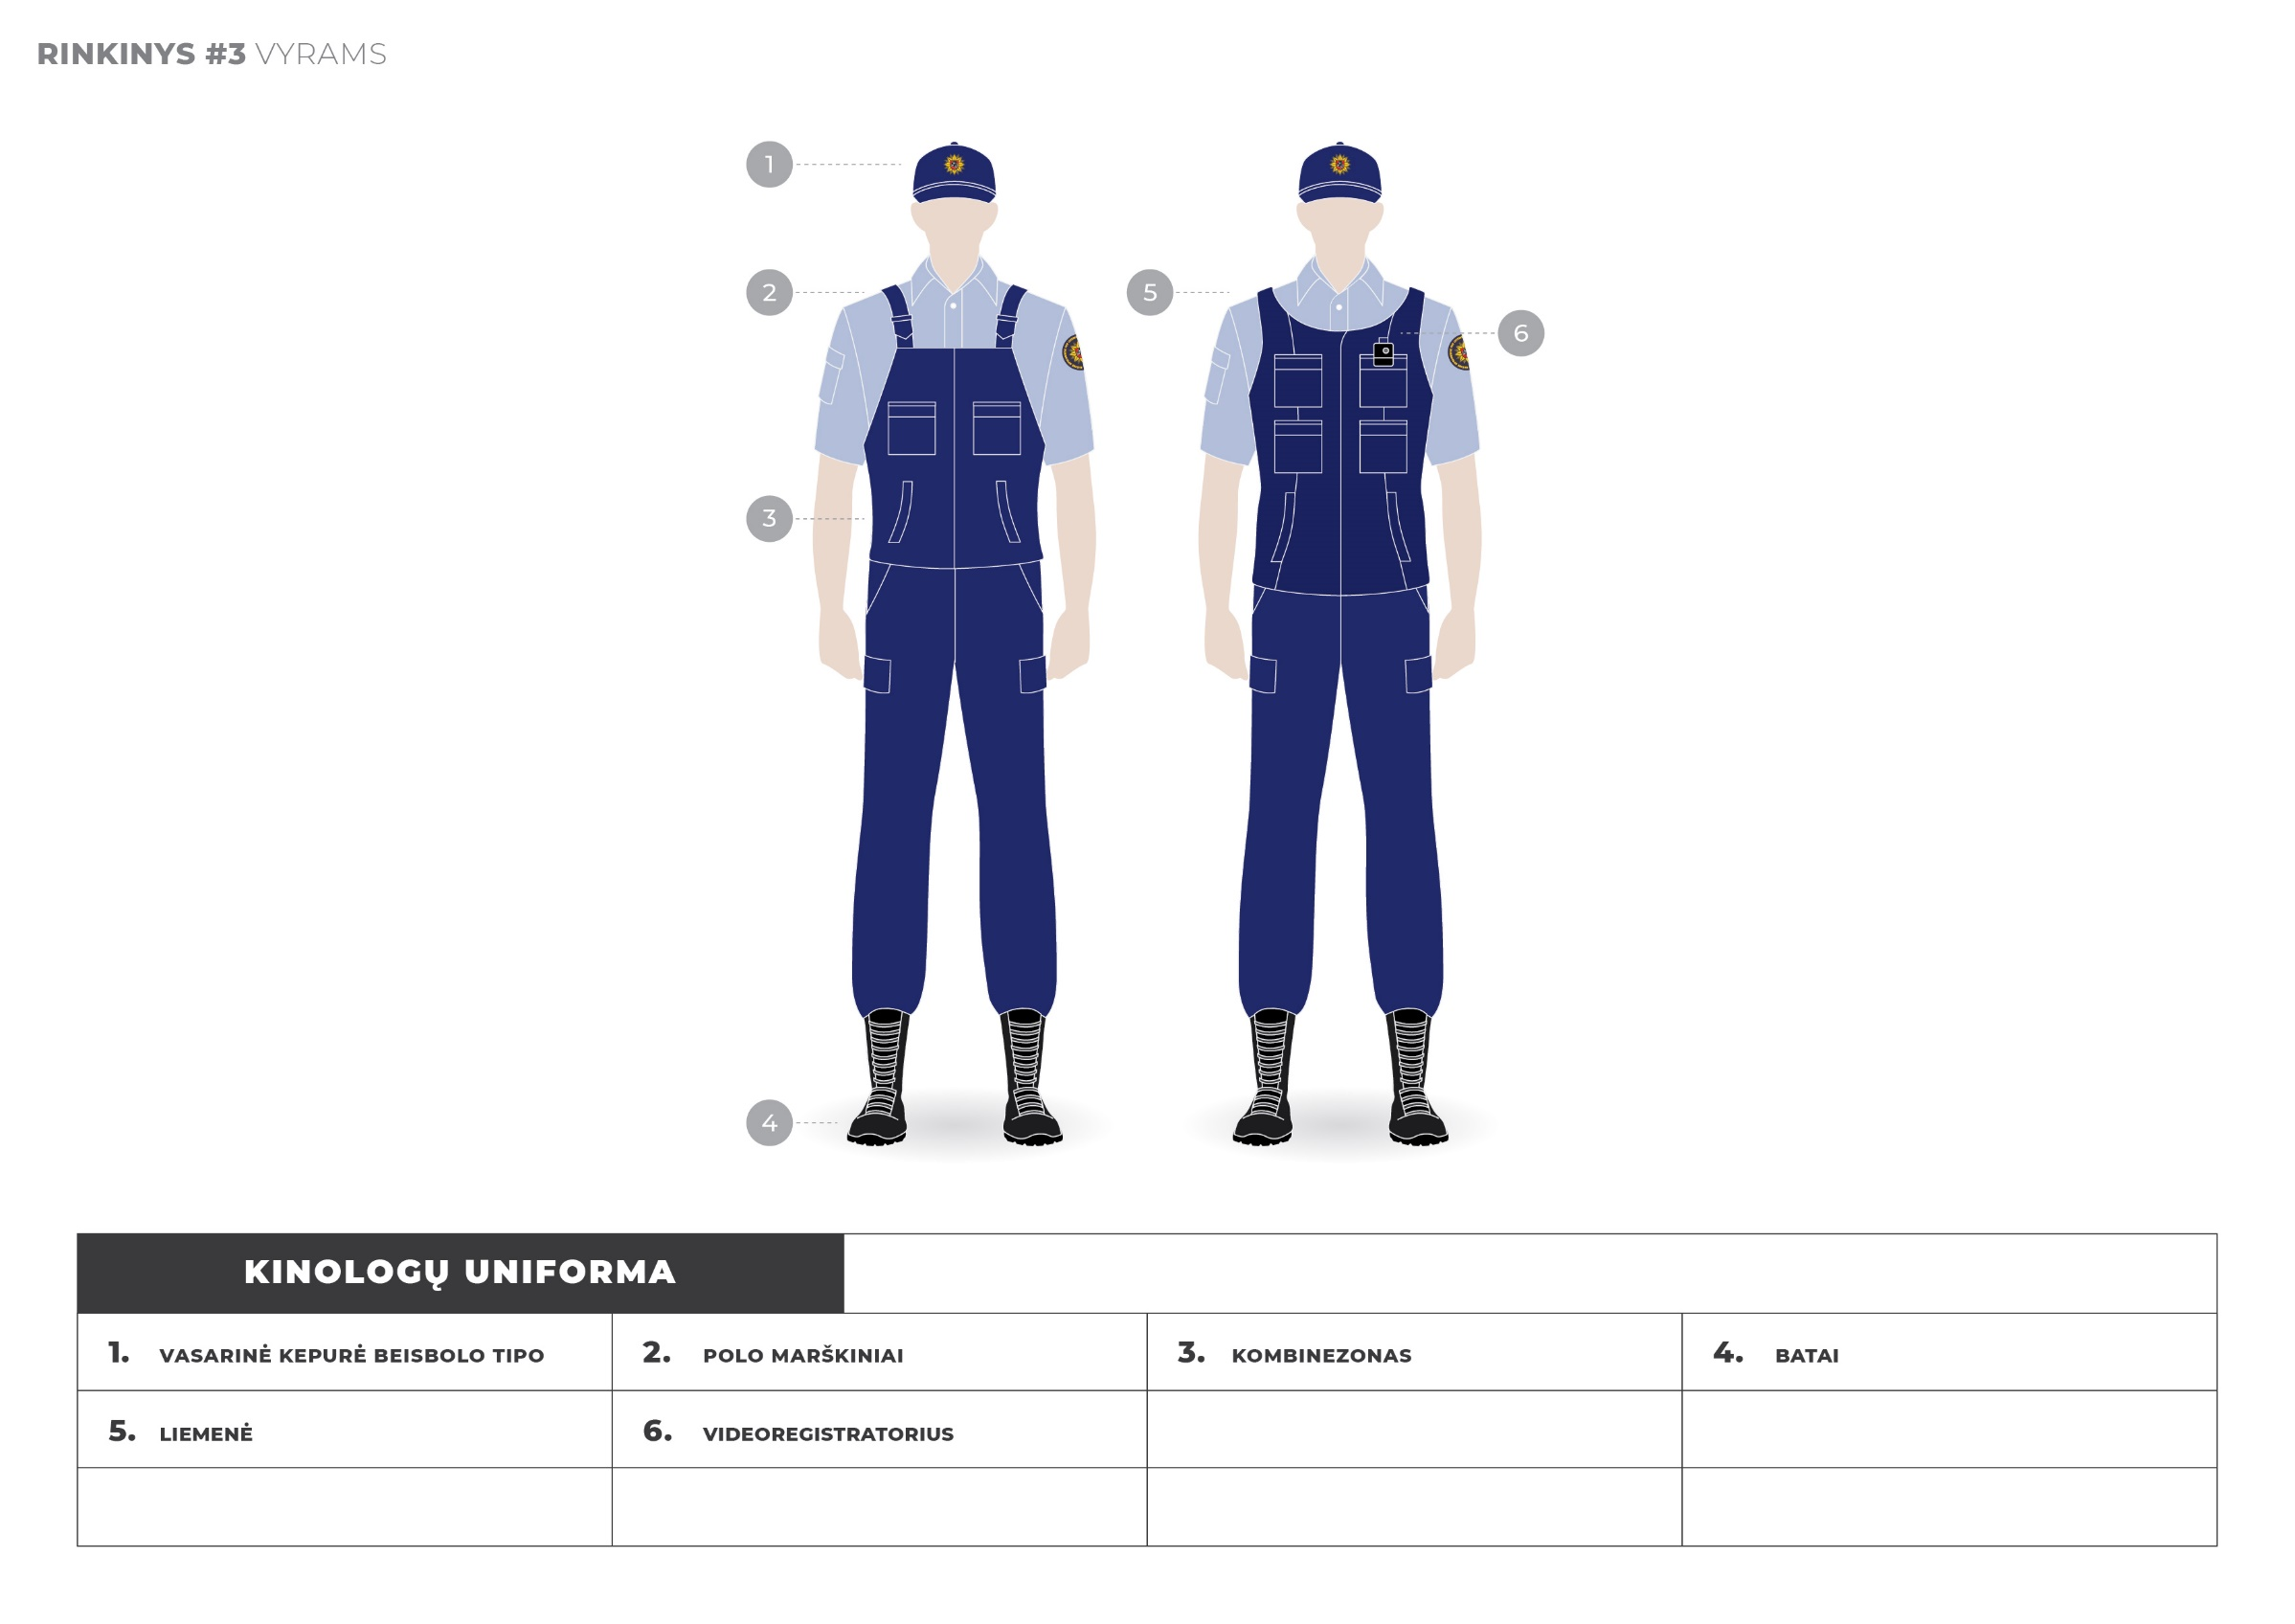 RINKINYS #3 VYRAMS
1
2
5
6
3
4
KINOLOGŲ UNIFORMA
1. VASARINĖ KEPURĖ BEISBOLO TIPO
2. POLO MARŠKINIAI
3. KOMBINEZONAS
4. BATAI
5. LIEMENĖ
6. VIDEOREGISTRATORIUS